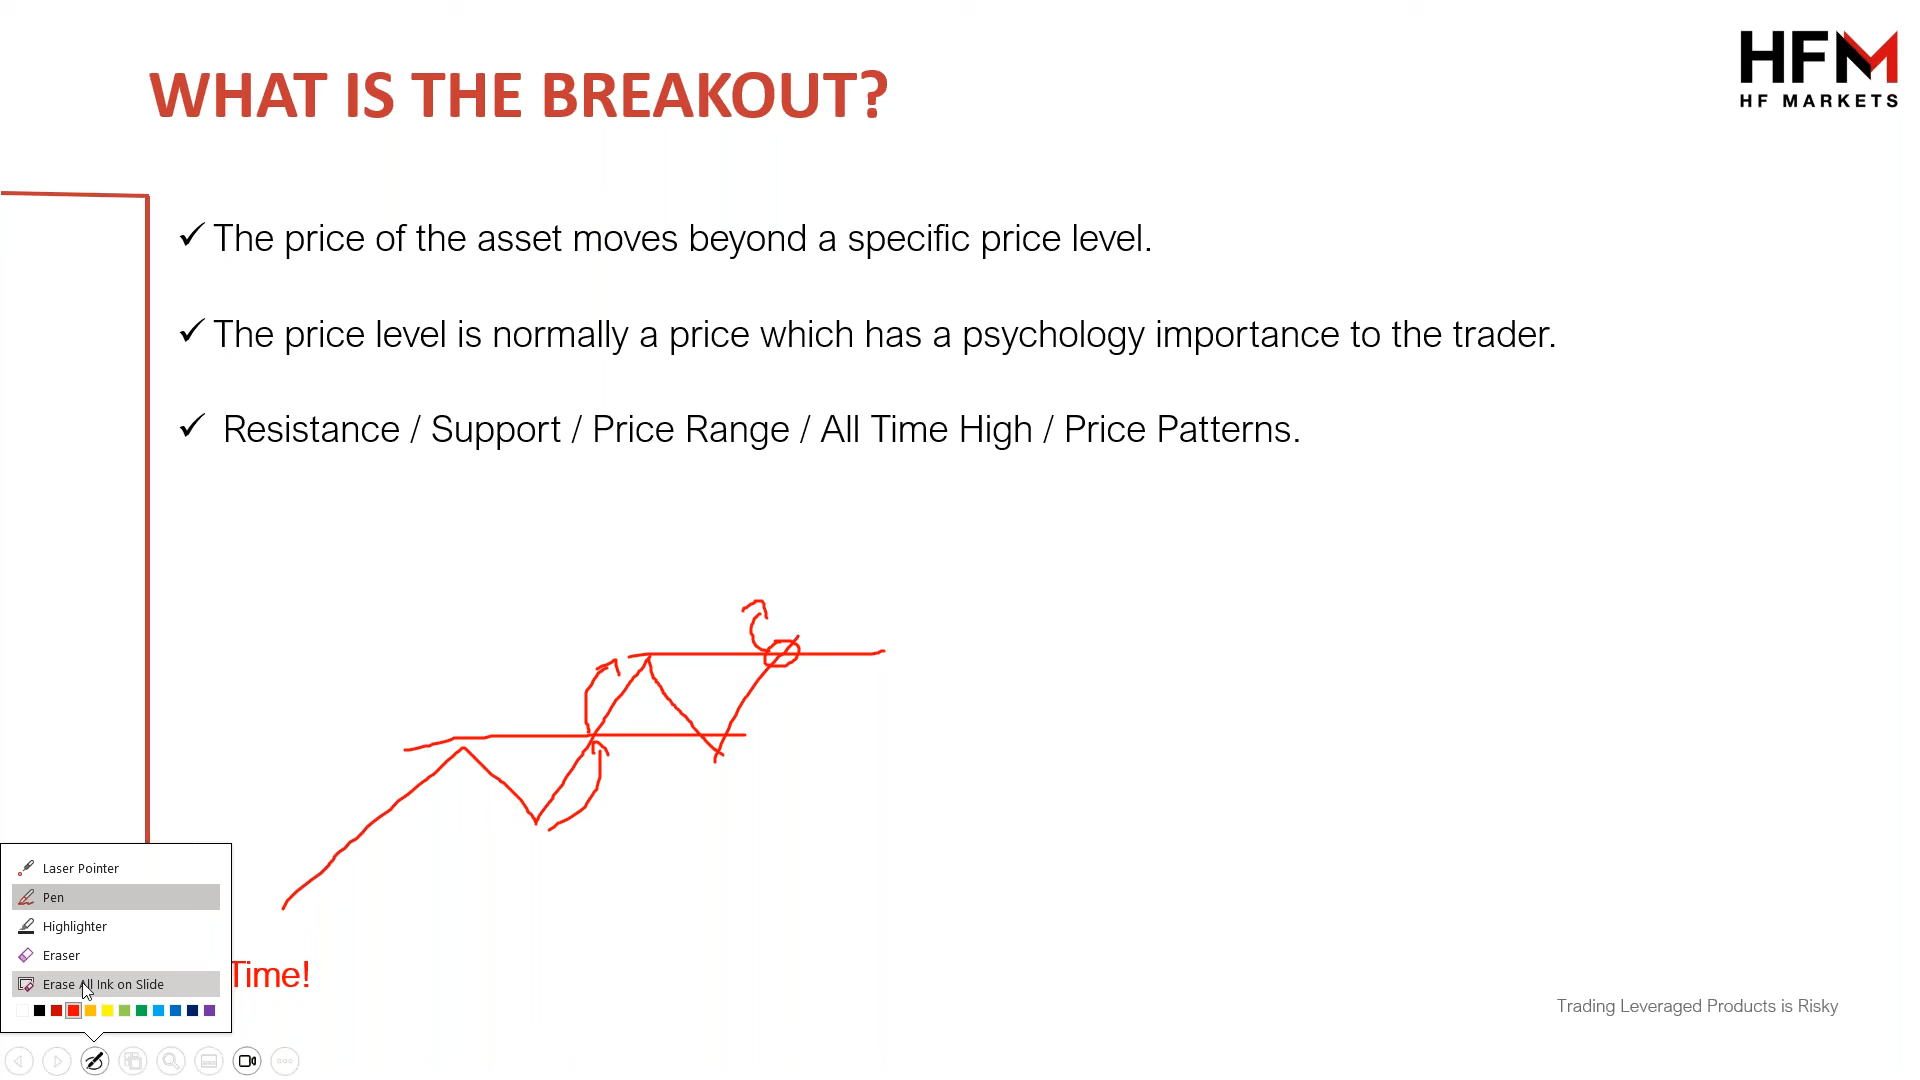 HFM
HF MARKETS
WHAT IS THE BREAKOUT?
✓ The price of the asset moves beyond a specific price level.
✓ The price level is normally a price which has a psychology importance to the trader.
✓ Resistance / Support / Price Range / All Time High / Price Patterns.
Laser Pointer
Pen
Highlighter
Eraser
Erase All Ink on Slide
Time!
Trading Leveraged Products is Risky